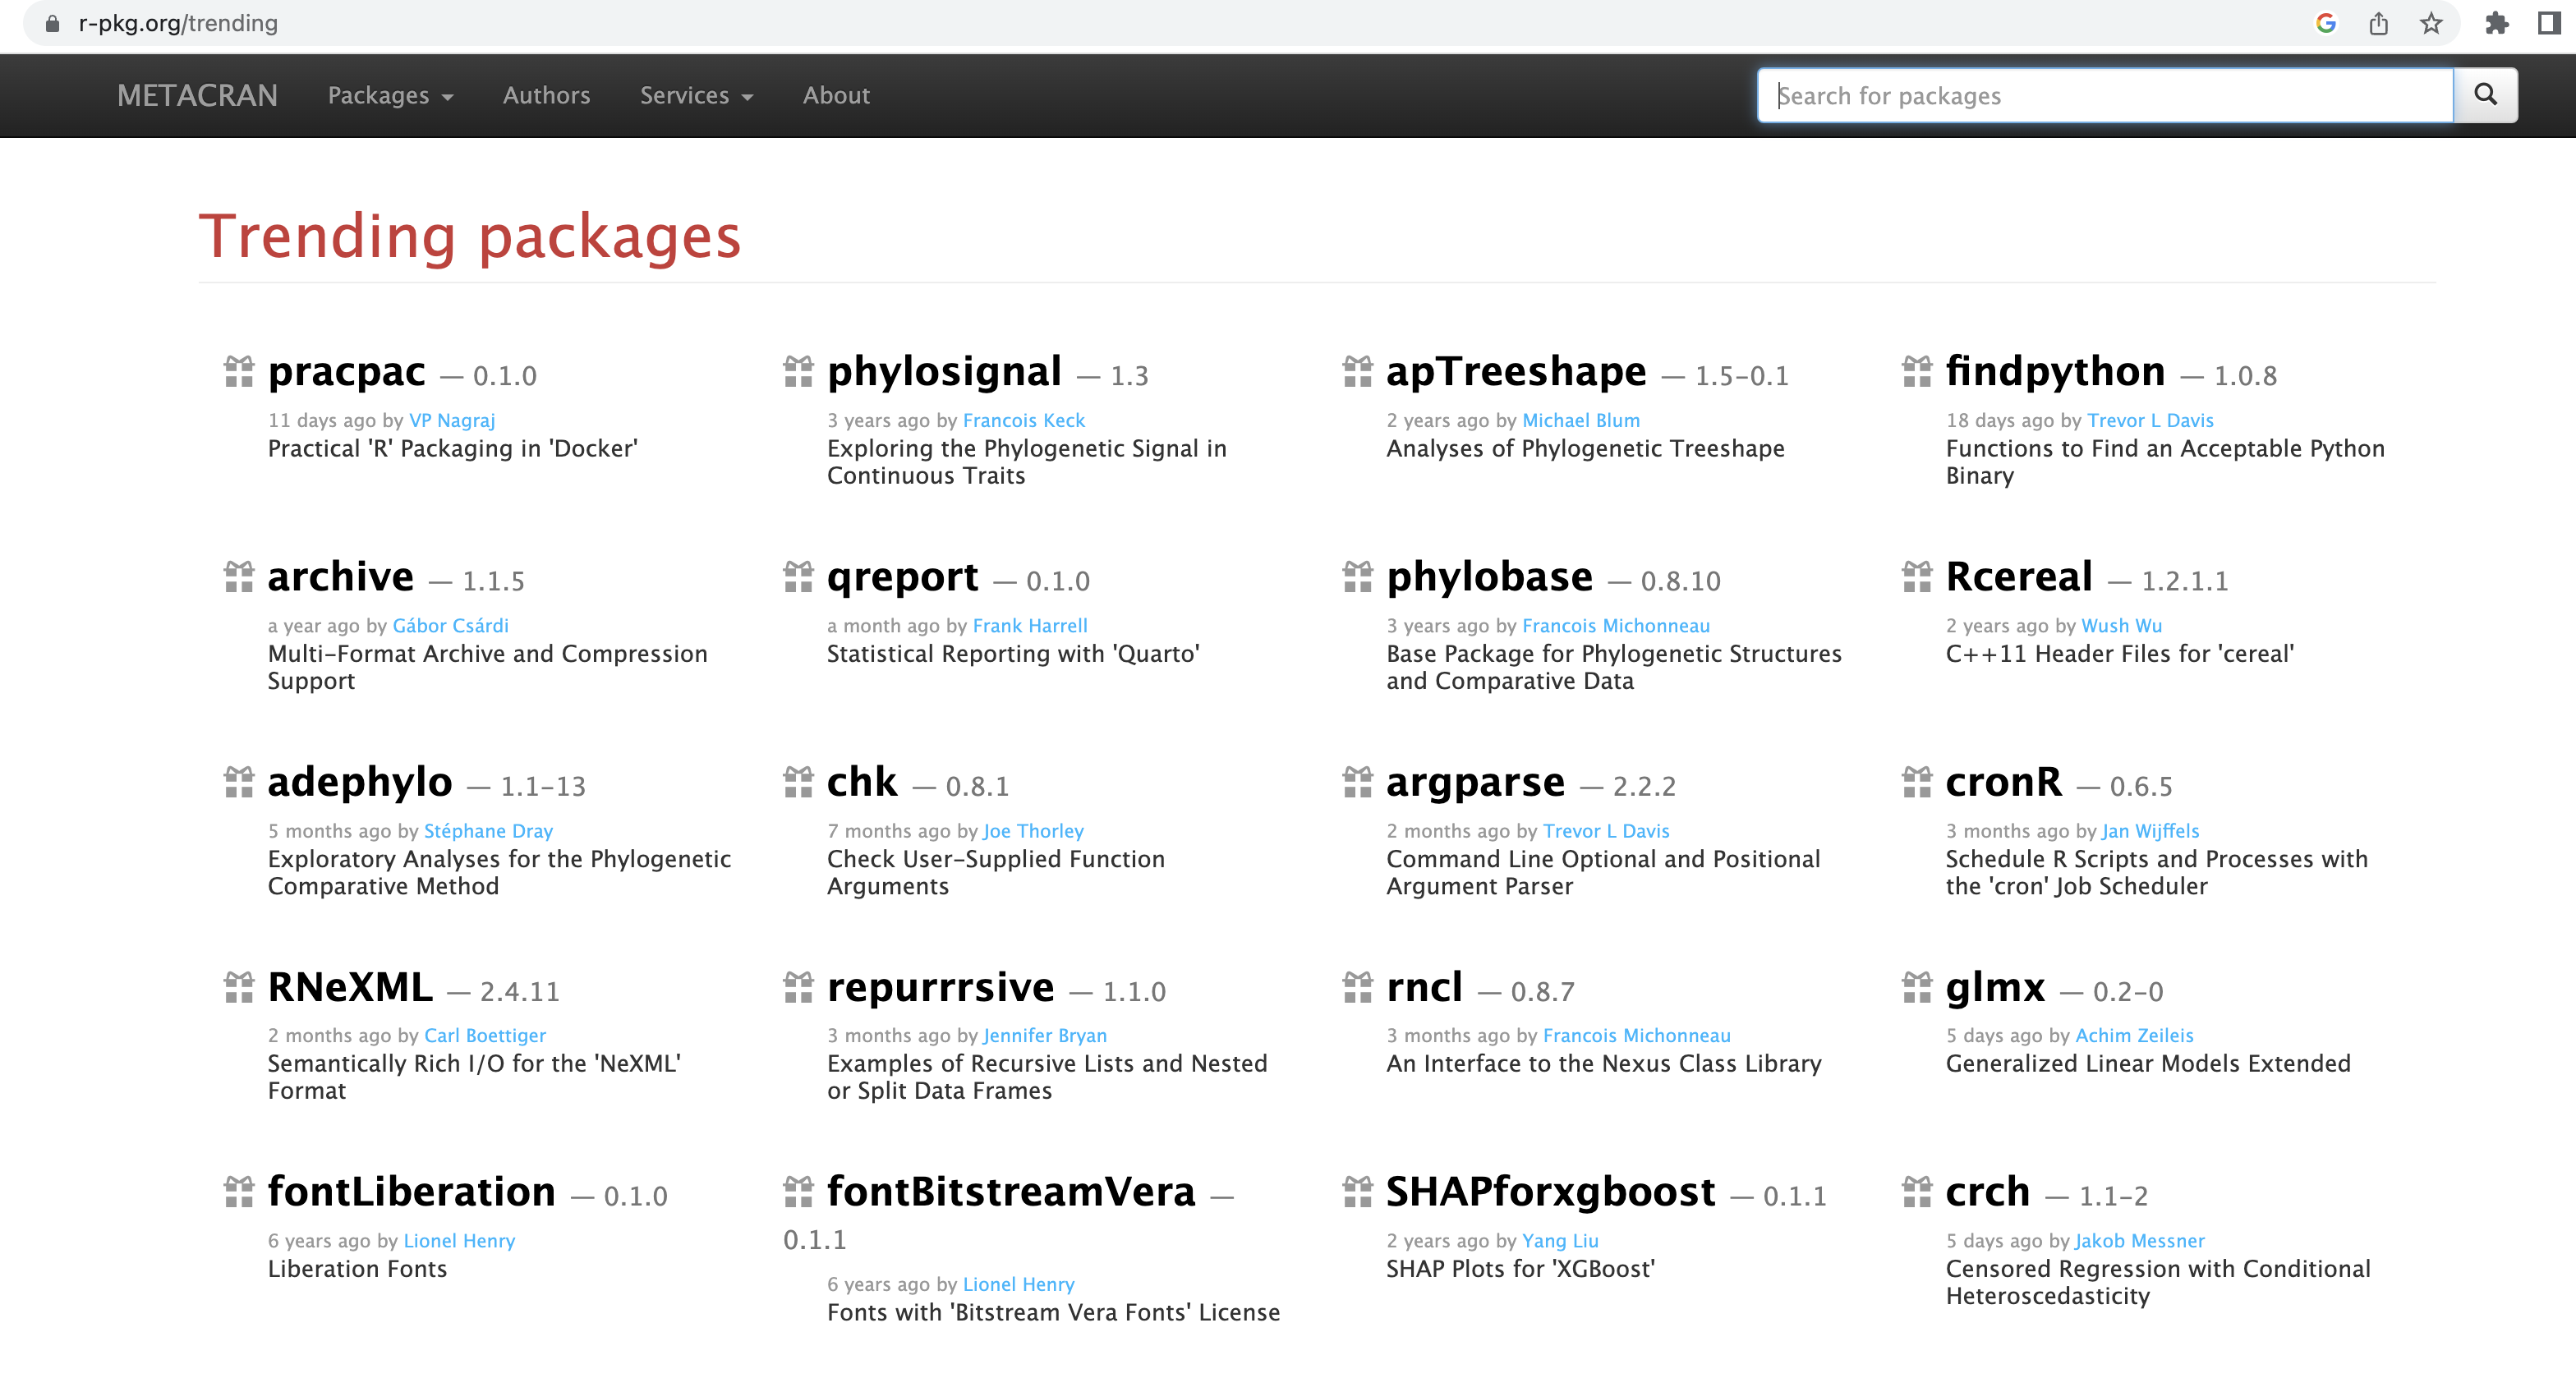 r-pkg.org/trending
METACRAN Packages Authors Services About Search for packages
Trending packages
pracpac — 0.1.0
11 days ago by VP Nagraj
Practical 'R' Packaging in 'Docker'
phylosignal — 1.3
3 years ago by Francois Keck
Exploring the Phylogenetic Signal in
Continuous Traits
apTreeshape — 1.5-0.1
2 years ago by Michael Blum
Analyses of Phylogenetic Treeshape
findpython — 1.0.8
18 days ago by Trevor L Davis
Functions to Find an Acceptable Python
Binary
archive — 1.1.5
a year ago by Gábor Csárdi
Multi-Format Archive and Compression
Support
qreport — 0.1.0
a month ago by Frank Harrell
Statistical Reporting with 'Quarto'
phylobase — 0.8.10
3 years ago by Francois Michonneau
Base Package for Phylogenetic Structures
and Comparative Data
Rcereal — 1.2.1.1
2 years ago by Wush Wu
C++11 Header Files for 'cereal'
adephylo — 1.1-13
5 months ago by Stéphane Dray
Exploratory Analyses for the Phylogenetic
Comparative Method
chk — 0.8.1
7 months ago by Joe Thorley
Check User-Supplied Function
Arguments
argparse — 2.2.2
2 months ago by Trevor L Davis
Command Line Optional and Positional
Argument Parser
cronR — 0.6.5
3 months ago by Jan Wijffels
Schedule R Scripts and Processes with
the 'cron' Job Scheduler
RNeXML — 2.4.11
2 months ago by Carl Boettiger
Semantically Rich I/O for the 'NeXML'
Format
repurrrsive — 1.1.0
3 months ago by Jennifer Bryan
Examples of Recursive Lists and Nested
or Split Data Frames
rncl — 0.8.7
3 months ago by Francois Michonneau
An Interface to the Nexus Class Library
glmx — 0.2-0
5 days ago by Achim Zeileis
Generalized Linear Models Extended
fontLiberation — 0.1.0
6 years ago by Lionel Henry
Liberation Fonts
fontBitstreamVera —
0.1.1
6 years ago by Lionel Henry
Fonts with 'Bitstream Vera Fonts' License
SHAPforxgboost — 0.1.1
2 years ago by Yang Liu
SHAP Plots for 'XGBoost'
crch — 1.1-2
5 days ago by Jakob Messner
Censored Regression with Conditional
Heteroscedasticity